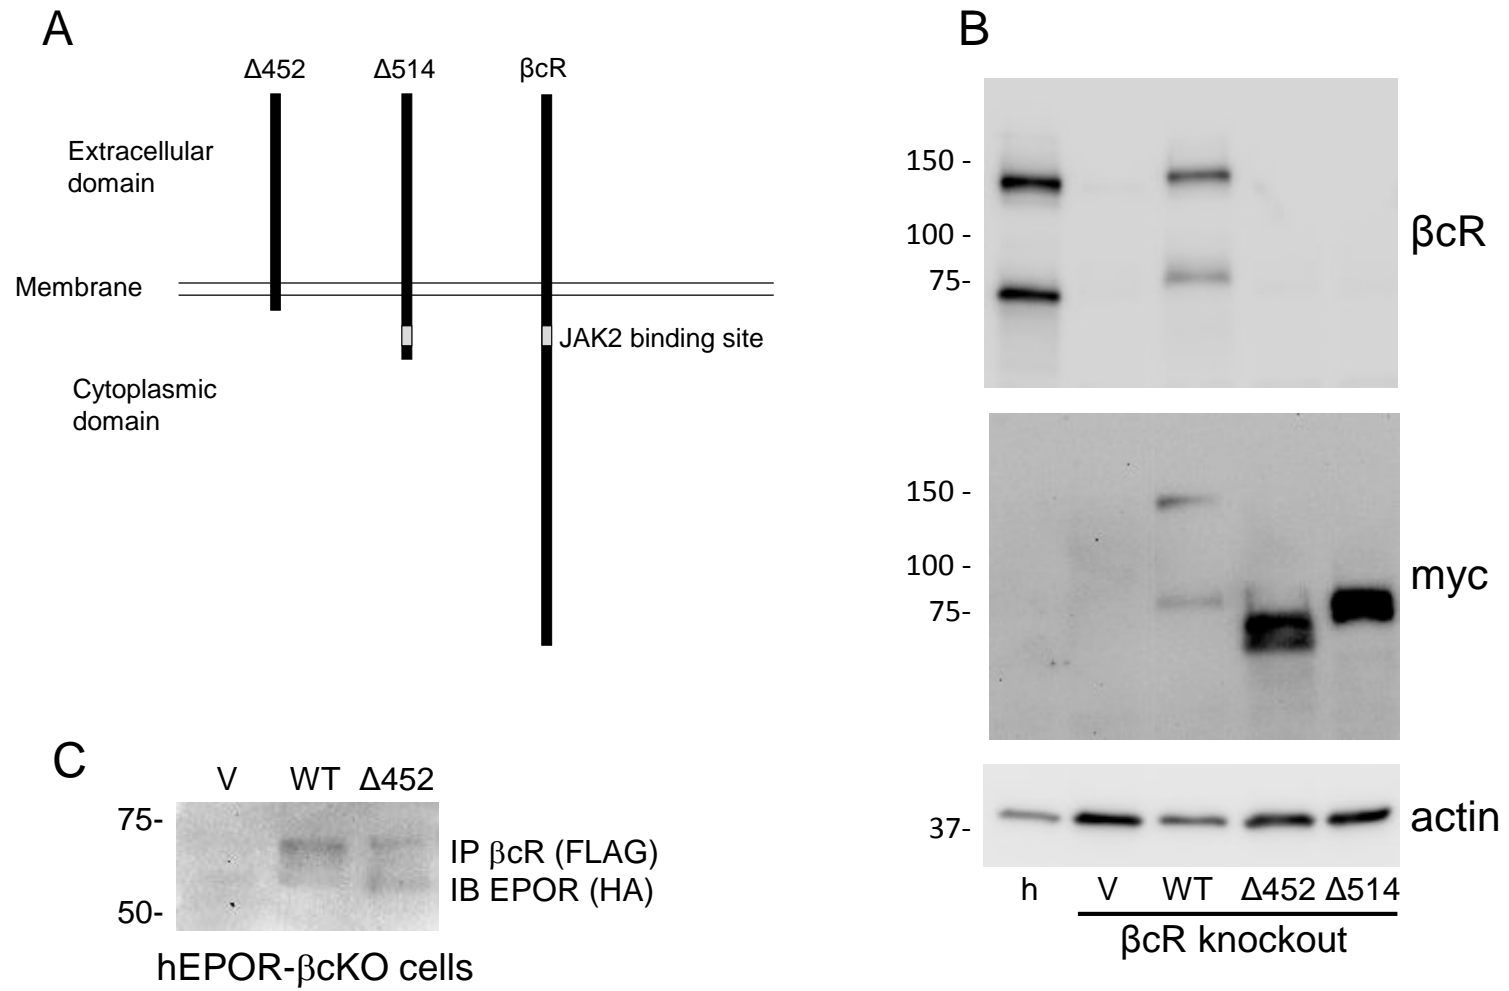 A
Δ452 Δ514 βcR
Extracellular
domain
Membrane
JAK2 binding site
Cytoplasmic
domain
B
150 -
100 -
75-
βcR
150 -
100 -
75-
myc
37-
actin
h V WT Δ452 Δ514
βcR knockout
C
V WT Δ452
75-
IP βcR (FLAG)
IB EPOR (HA)
50-
hEPOR-βcKO cells